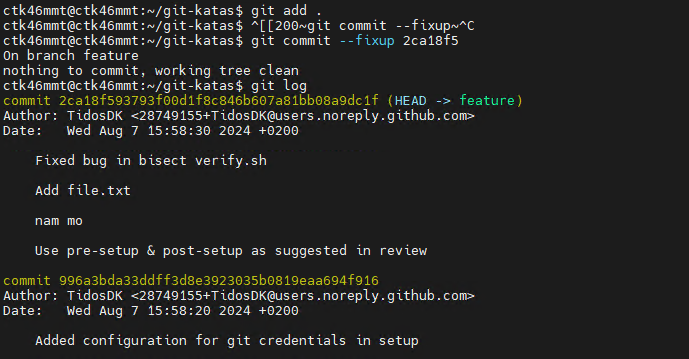 ctk46mmt@ctk46mmt:~/git-katas$ git add .
ctk46mmt@ctk46mmt:~/git-katas$ ^[[200~git commit --fixup~^C
ctk46mmt@ctk46mmt:~/git-katas$ git commit --fixup 2ca18f5
On branch feature
nothing to commit, working tree clean
ctk46mmt@ctk46mmt:~/git-katas$ git log
commit 2ca18f593793f00d1f8c846b607a81bb08a9dc1f (HEAD -> feature)
Author: TidosDK <28749155+TidosDK@users.noreply.github.com>
Date:   Wed Aug 7 15:58:30 2024 +0200
    Fixed bug in bisect verify.sh
    Add file.txt
    nam mo
    Use pre-setup & post-setup as suggested in review
commit 996a3bda33ddff3d8e3923035b0819eaa694f916
Author: TidosDK <28749155+TidosDK@users.noreply.github.com>
Date:   Wed Aug 7 15:58:20 2024 +0200
    Added configuration for git credentials in setup